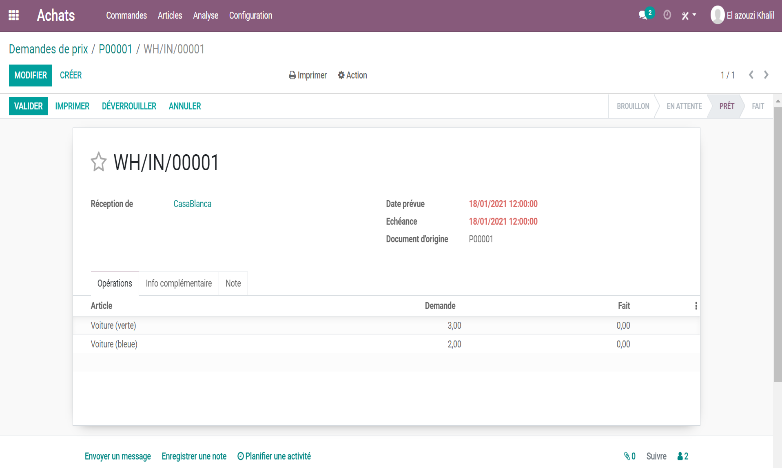 Achats Commandes Articles Analyse Configuration 2 El azouzi Khalil
Demandes de prix / P00001 / WH/IN/00001
MODIFIER CRÉER Imprimer Action 1 / 1
VALIDER IMPRIMER DÉVERROUILLER ANNULER BROUILLON EN ATTENTE PRÊT FAIT
WH/IN/00001
Réception de CasaBlanca Date prévue 18/01/2021 12:00:00
Echéance 18/01/2021 12:00:00
Document d'origine P00001
Opérations Info complémentaire Note
Article Demande Fait
Voiture (verte) 3,00 0,00
Voiture (bleue) 2,00 0,00
Envoyer un message Enregistrer une note Planifier une activité 0 Suivre 2